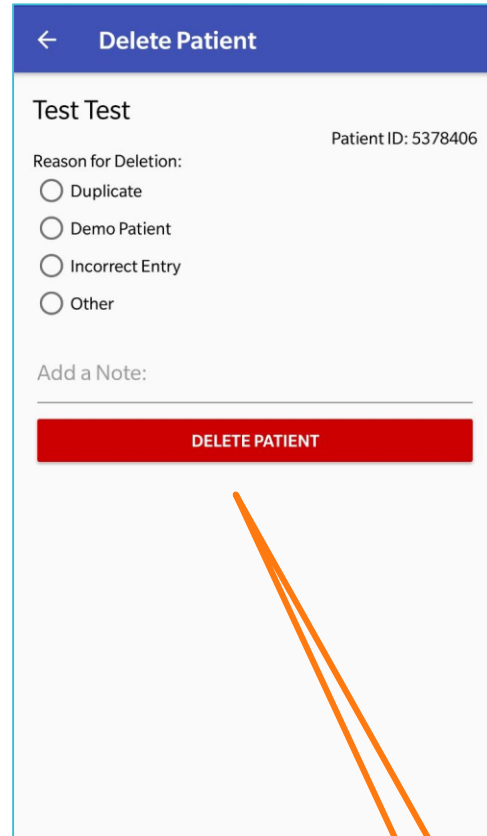 Delete Patient
Test Test
Patient ID: 5378406
Reason for Deletion:
Duplicate
Demo Patient
Incorrect Entry
Other
Add a Note:
DELETE PATIENT